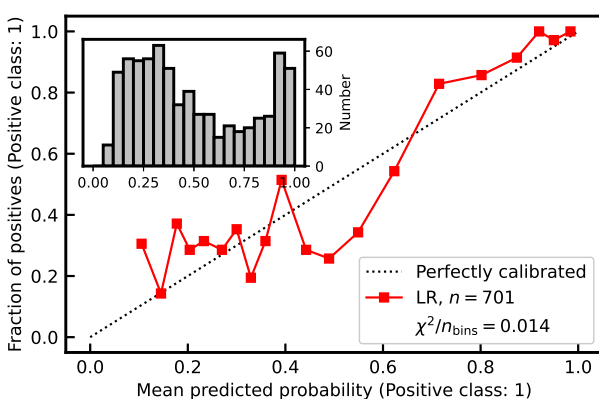 Fraction of positives (Positive class: 1)
1.0
0.8
0.6
0.4
0.2
0.0
60
40
20
0
Number
0.00 0.25 0.50 0.75 1.00
Perfectly calibrated
LR, n = 701
χ²/n_bins = 0.014
0.0 0.2 0.4 0.6 0.8 1.0
Mean predicted probability (Positive class: 1)